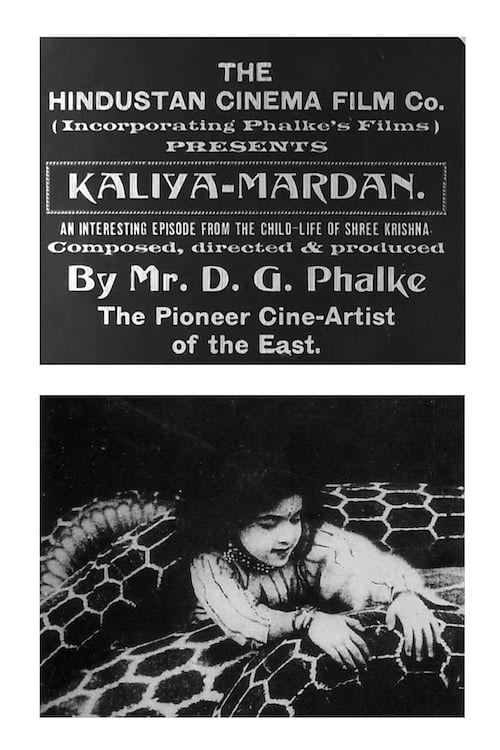 THE
HINDUSTAN CINEMA FILM Co.
(Incorporating Phalke's Films)
PRESENTS
KALIYA-MARDAN.
AN INTERESTING EPISODE FROM THE CHILD-LIFE OF SHREE KRISHNA.
Composed, directed & produced
By Mr. D. G. Phalke
The Pioneer Cine-Artist
of the East.